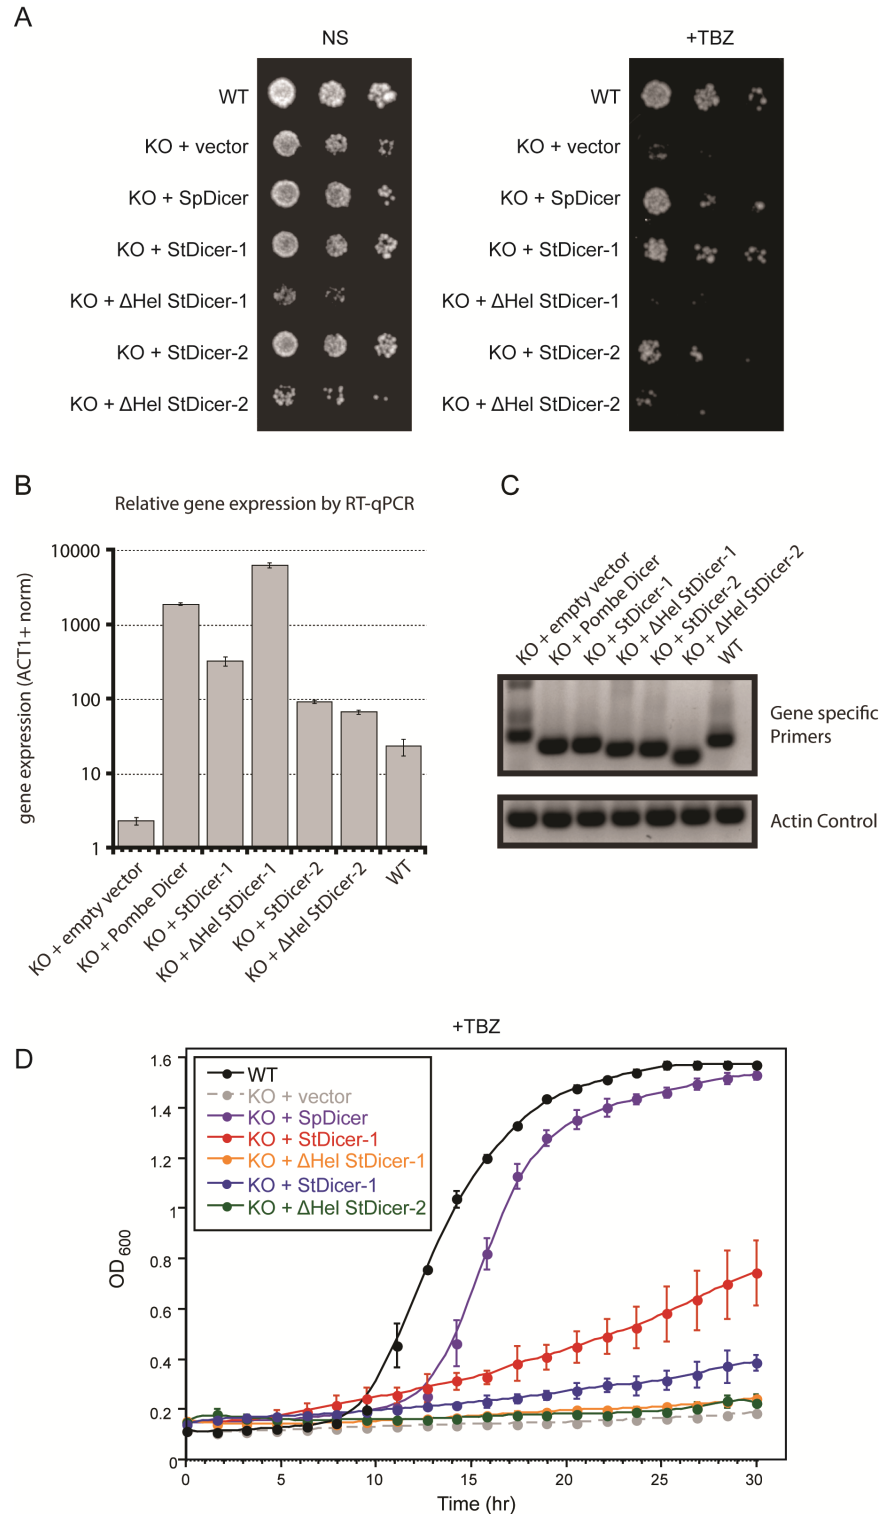 A
NS
+TBZ
WT
KO + vector
KO + SpDicer
KO + StDicer-1
KO + ΔHel StDicer-1
KO + StDicer-2
KO + ΔHel StDicer-2
WT
KO + vector
KO + SpDicer
KO + StDicer-1
KO + ΔHel StDicer-1
KO + StDicer-2
KO + ΔHel StDicer-2
B
Relative gene expression by RT-qPCR
gene expression (ACT1+ norm)
10000
1000
100
10
1
KO + empty vector
KO + Pombe Dicer
KO + StDicer-1
KO + ΔHel StDicer-1
KO + StDicer-2
KO + ΔHel StDicer-2
WT
C
KO + empty vector
KO + Pombe Dicer
KO + StDicer-1
KO + ΔHel StDicer-1
KO + StDicer-2
KO + ΔHel StDicer-2
WT
Gene specific
Primers
Actin Control
D
+TBZ
WT
KO + vector
KO + SpDicer
KO + StDicer-1
KO + ΔHel StDicer-1
KO + StDicer-1
KO + ΔHel StDicer-2
OD600
1.6
1.4
1.2
1
0.8
0.6
0.4
0.2
0
0
5
10
15
20
25
30
Time (hr)